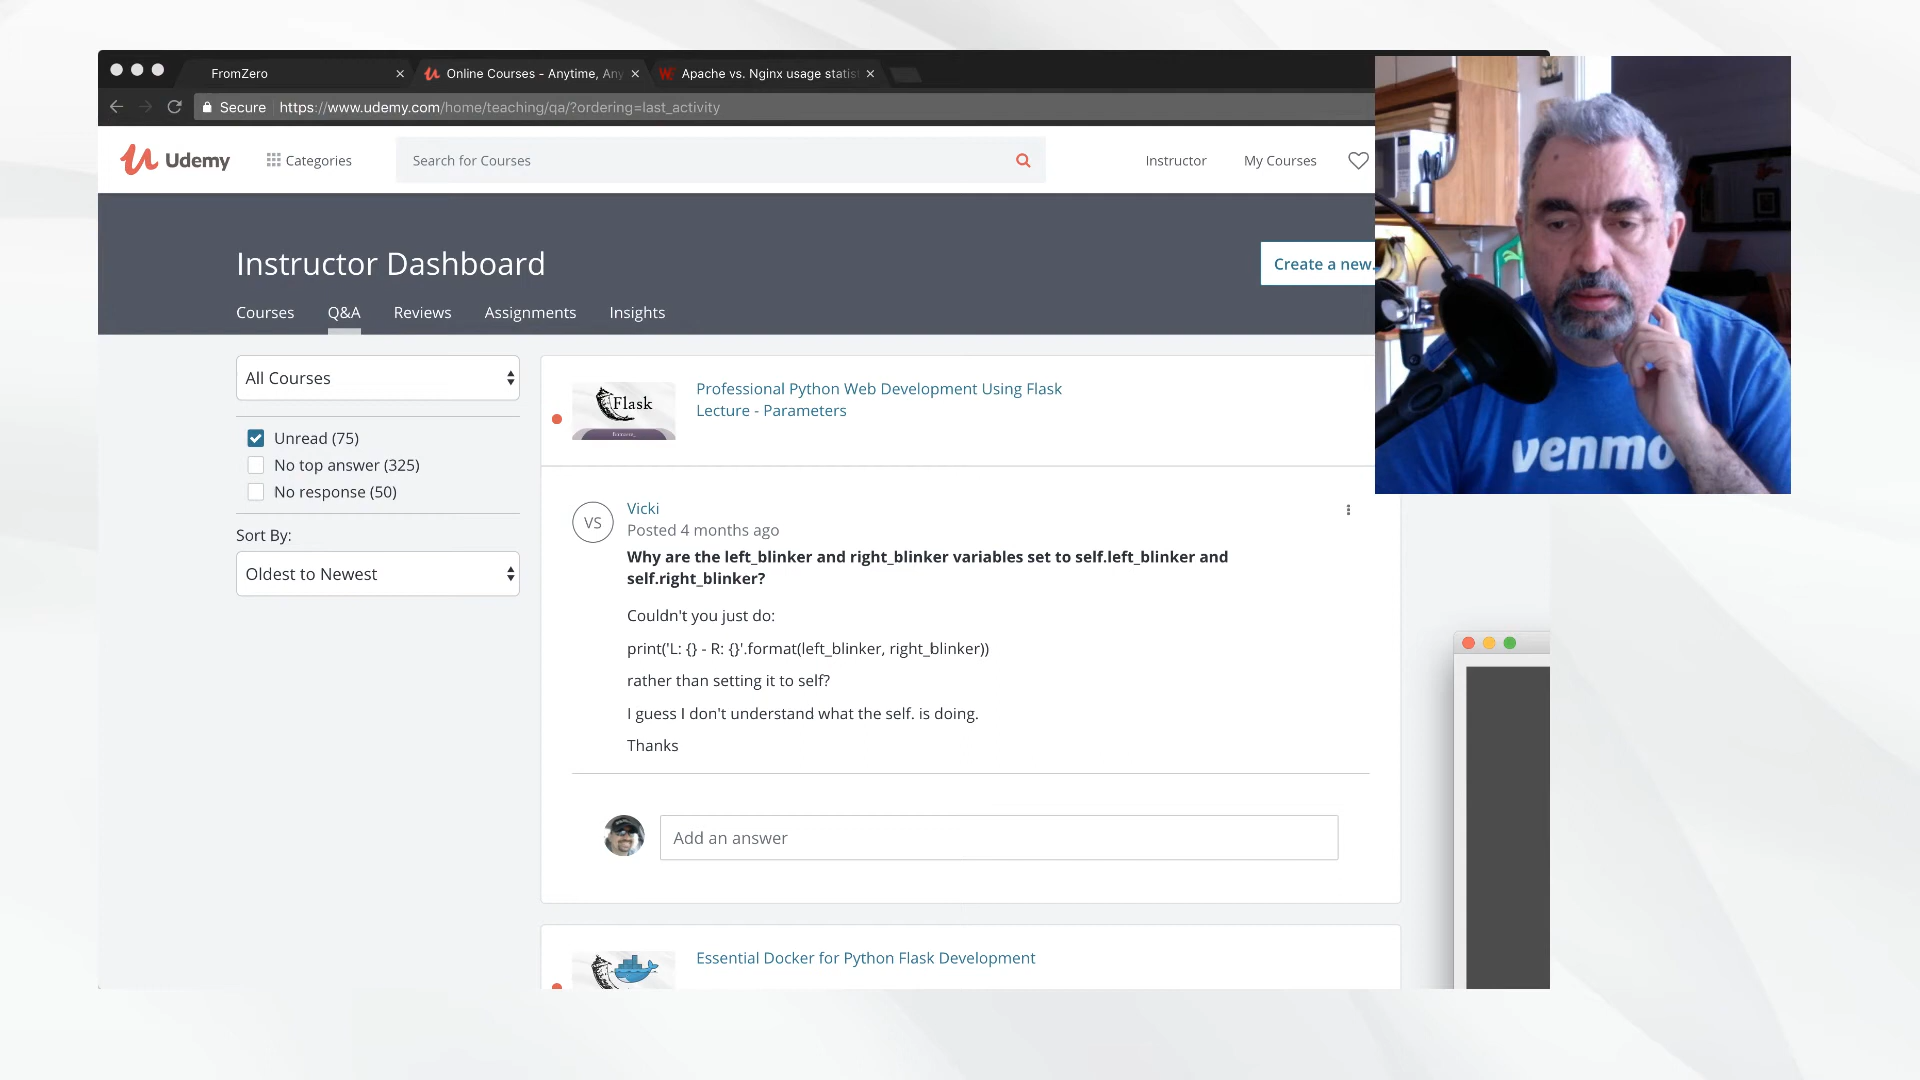 FromZero
Online Courses - Anytime, Any
Apache vs. Nginx usage statis
Secure https://www.udemy.com/home/teaching/qa/?ordering=last_activity
Udemy
Categories
Search for Courses
Instructor
My Courses
Instructor Dashboard
Create a new
Courses
Q&A
Reviews
Assignments
Insights
All Courses
Unread (75)
No top answer (325)
No response (50)
Sort By:
Oldest to Newest
Flask
Professional Python Web Development Using Flask
Lecture - Parameters
VS
Vicki
Posted 4 months ago
Why are the left_blinker and right_blinker variables set to self.left_blinker and
self.right_blinker?
Couldn't you just do:
print('L: {} - R: {}'.format(left_blinker, right_blinker))
rather than setting it to self?
I guess I don't understand what the self. is doing.
Thanks
Add an answer
Essential Docker for Python Flask Development
venmo